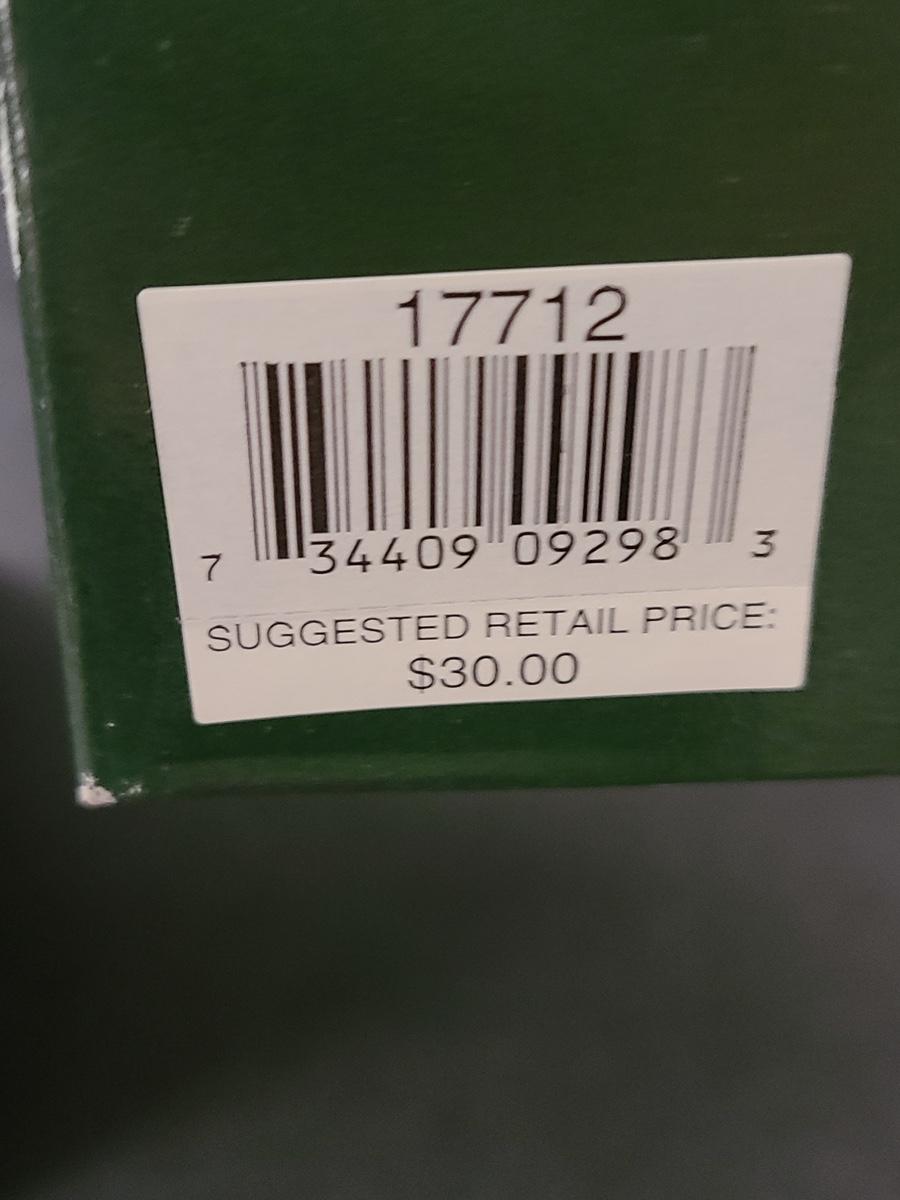 17712
7 34409 09298 3
SUGGESTED RETAIL PRICE:
$30.00